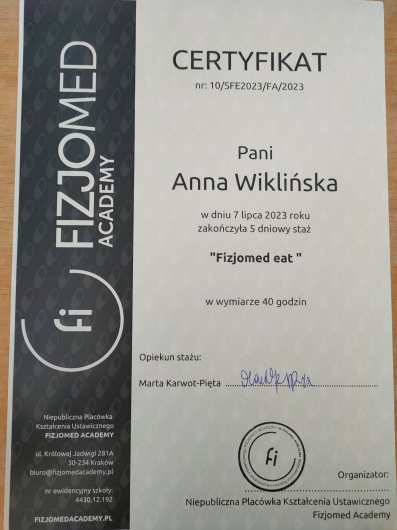 CERTYFIKAT
nr: 10/SFE2023/FA/2023
Pani
Anna Wiklińska
w dniu 7 lipca 2023 roku
zakończyła 5 dniowy staż
"Fizjomed eat "
w wymiarze 40 godzin
Opiekun stażu:
Marta Karwot-Pięta
fi
Organizator:
Niepubliczna Placówka Kształcenia Ustawicznego
Fizjomed Academy
FIZJOMED
ACADEMY
fi
Niepubliczna Placówka
Kształcenia Ustawicznego
FIZJOMED ACADEMY
ul. Królowej Jadwigi 281A
30-234 Kraków
biuro@fizjomedacademy.pl
nr ewidencyjny szkoły:
4430.12.192
FIZJOMEDACADEMY.PL